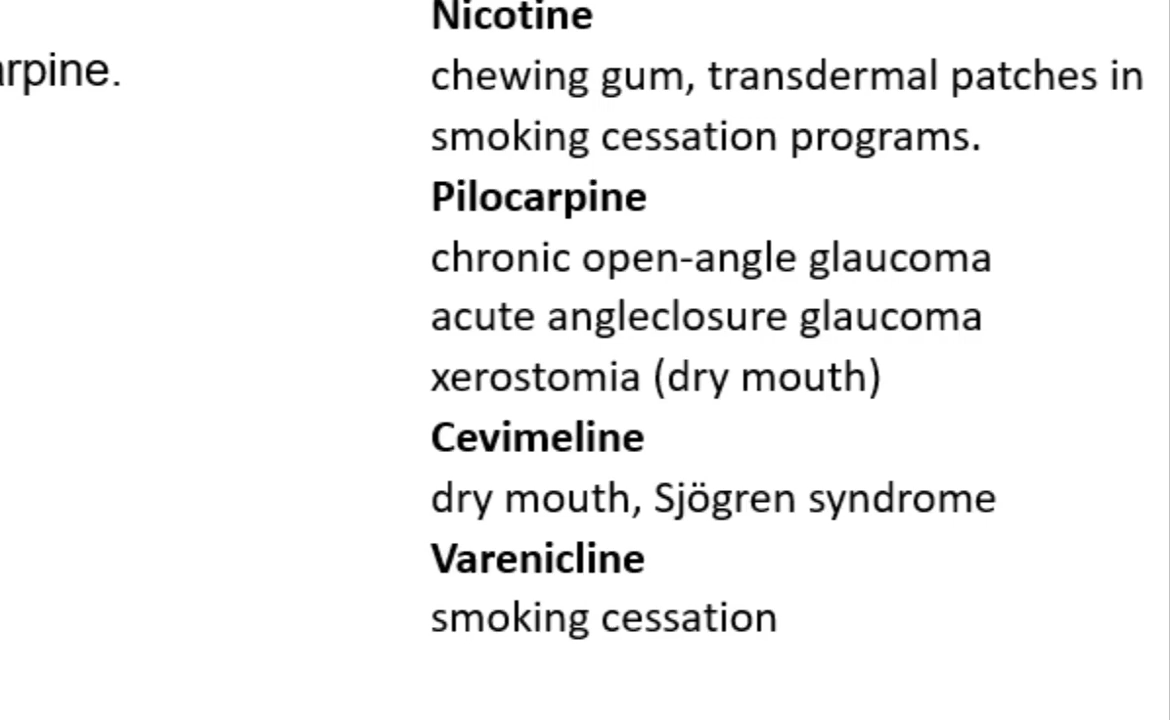 Nicotine
arpine.
chewing gum, transdermal patches in
smoking cessation programs.
Pilocarpine
chronic open-angle glaucoma
acute angleclosure glaucoma
xerostomia (dry mouth)
Cevimeline
dry mouth, Sjögren syndrome
Varenicline
smoking cessation